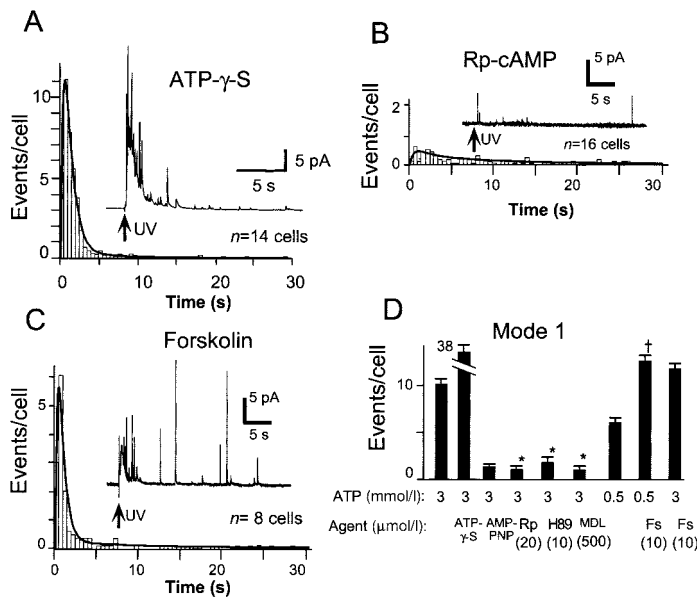 A
ATP-γ-S
Events/cell
10
5
0
5 pA
5 s
UV
n=14 cells
0 10 20 30
Time (s)
B
Rp-cAMP
5 pA
5 s
Events/cell
2
0
UV
n=16 cells
0 5 10 15 20 25 30
Time (s)
C
Forskolin
Events/cell
5
0
5 pA
5 s
UV
n= 8 cells
0 10 20 30
Time (s)
D
Mode 1
Events/cell
38
10
0
* * * †
ATP (mmol/l): 3 3 3 3 3 3 0.5 0.5 3
Agent (μmol/l): ATP-γ-S AMP-PNP Rp (20) H89 (10) MDL (500) Fs (10) Fs (10)